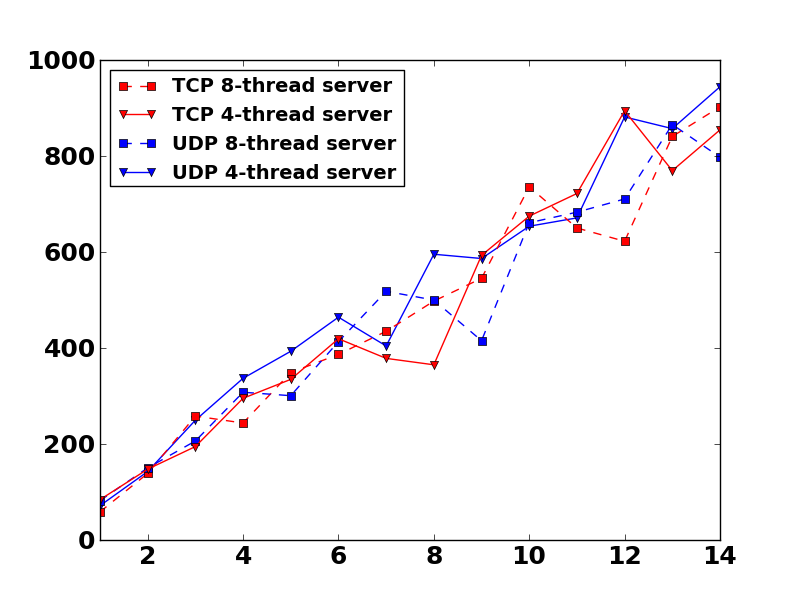 1000
800
600
400
200
0
TCP 8-thread server
TCP 4-thread server
UDP 8-thread server
UDP 4-thread server
2 4 6 8 10 12 14